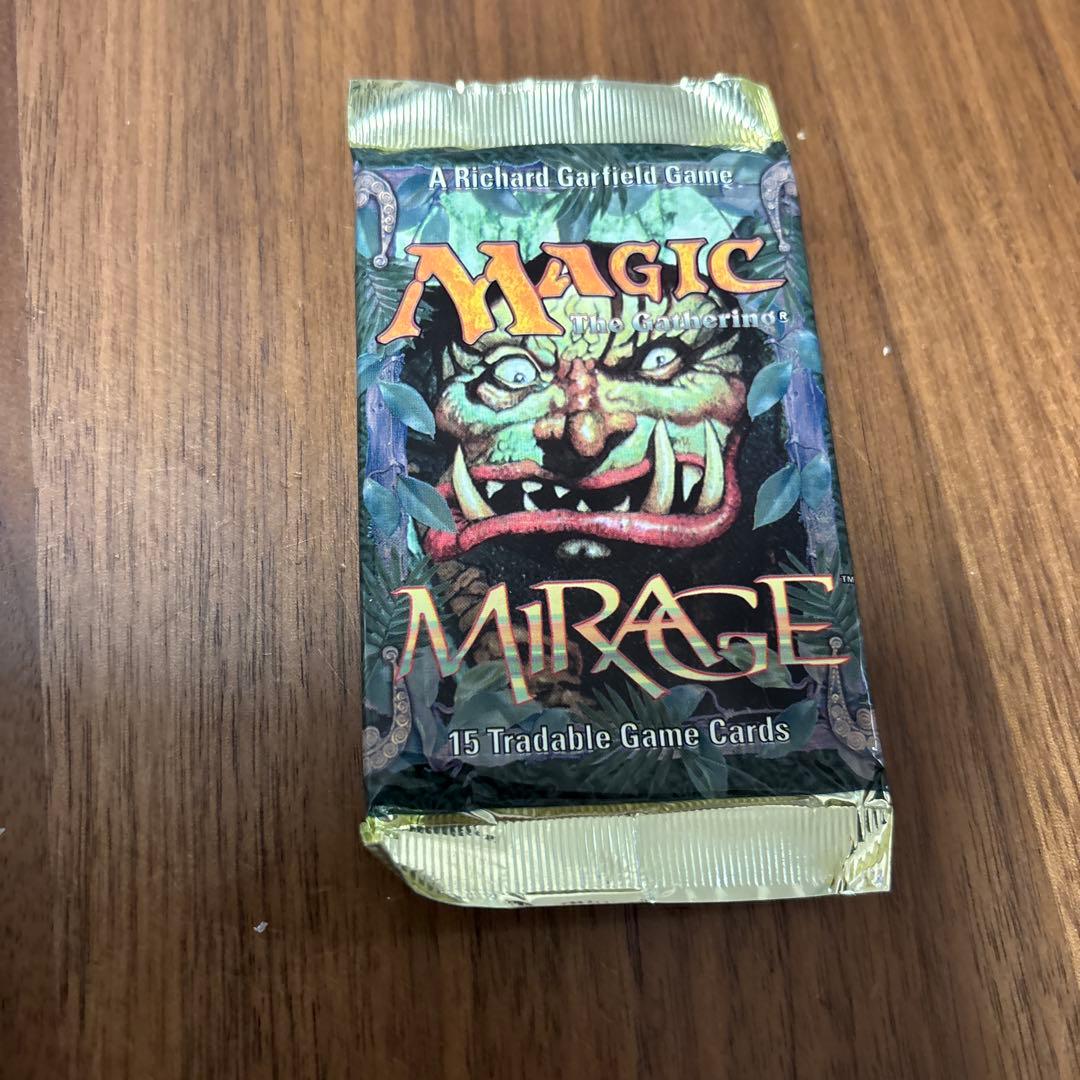 A Richard Garfield Game
MAGIC
The Gathering®
MIRAGE™
15 Tradable Game Cards